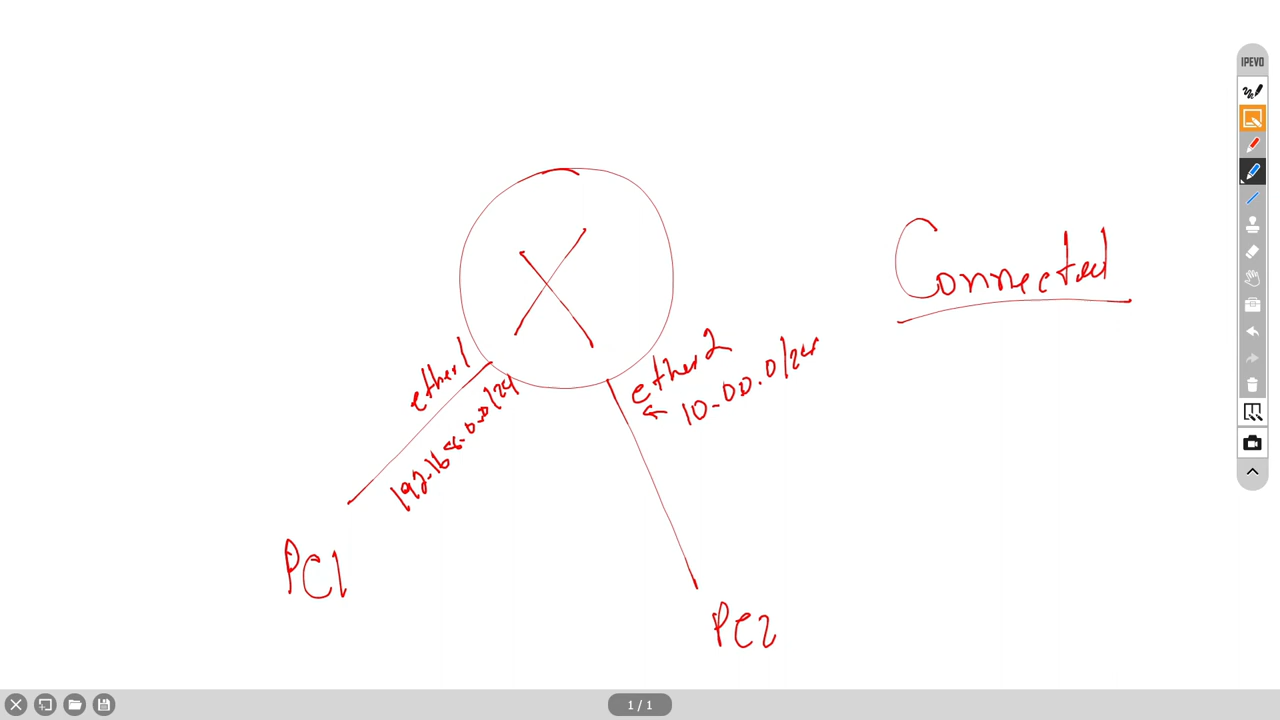 IPEVO
Connected
ether1
192.168.0.0/24
ether2
10.0.0.0/24
PC1
PC2
1 / 1